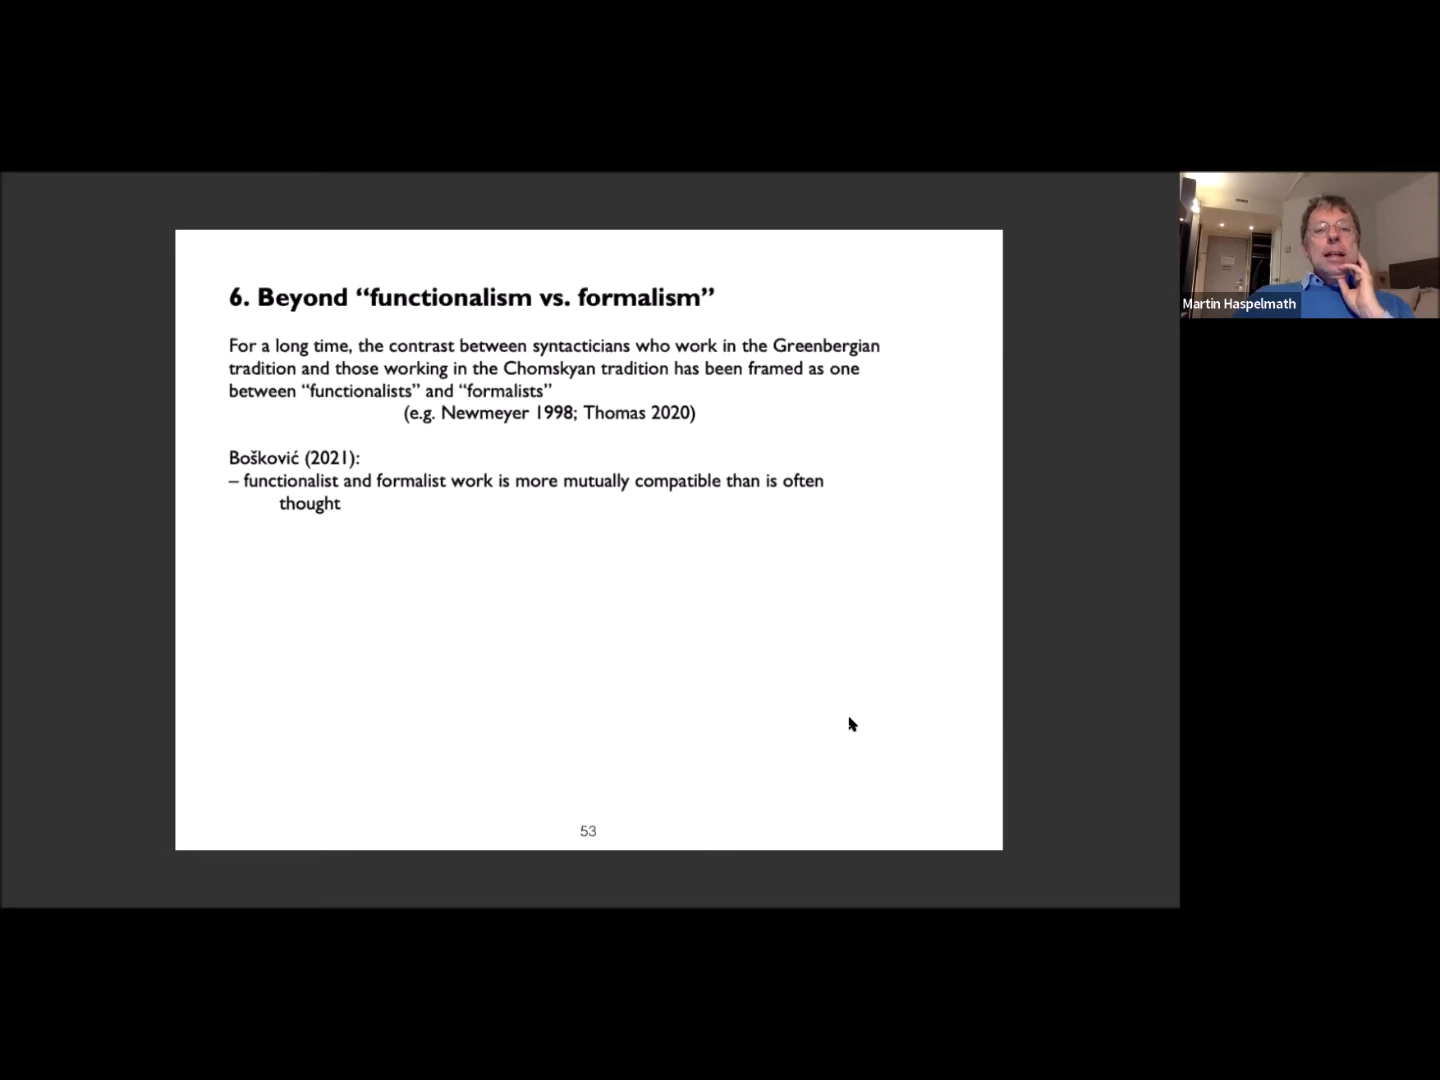 6. Beyond “functionalism vs. formalism”
For a long time, the contrast between syntacticians who work in the Greenbergian
tradition and those working in the Chomskyan tradition has been framed as one
between “functionalists” and “formalists”
(e.g. Newmeyer 1998; Thomas 2020)
Bošković (2021):
– functionalist and formalist work is more mutually compatible than is often
thought
53
Martin Haspelmath